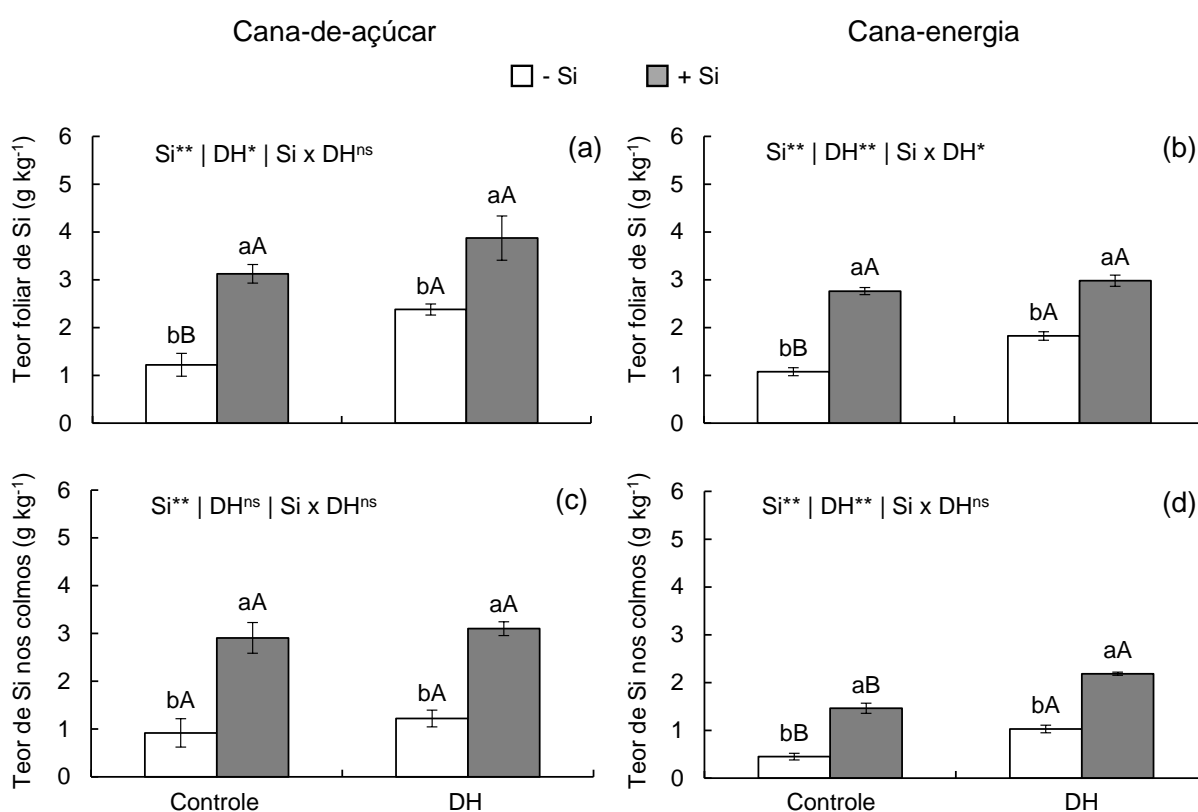 Cana-de-açúcar
Cana-energia
- Si
+ Si
Teor foliar de Si (g kg-1)
6
5
4
3
2
1
0
Si** | DH* | Si x DHns
(a)
bB
aA
bA
aA
Teor foliar de Si (g kg-1)
6
5
4
3
2
1
0
Si** | DH** | Si x DH*
(b)
bB
aA
bA
aA
Teor de Si nos colmos (g kg-1)
6
5
4
3
2
1
0
Si** | DHns | Si x DHns
(c)
bA
aA
bA
aA
Controle
DH
Teor de Si nos colmos (g kg-1)
6
5
4
3
2
1
0
Si** | DH** | Si x DHns
(d)
bB
aB
bA
aA
Controle
DH